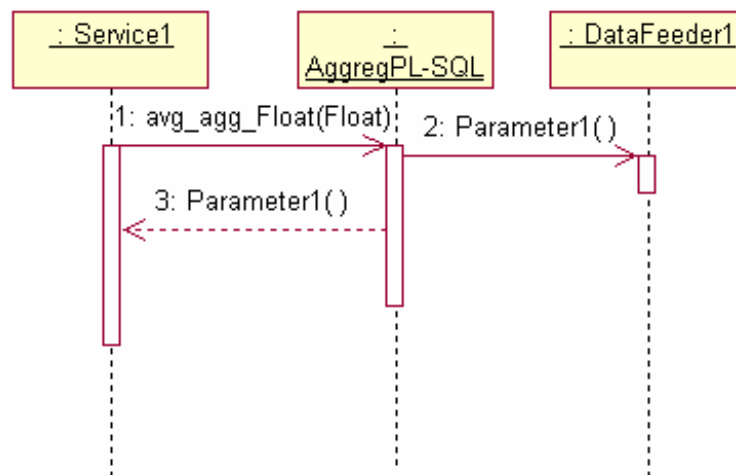 : Service1
:
AggregPL-SQL
: DataFeeder1
1: avg_agg_Float(Float)
2: Parameter1( )
3: Parameter1( )